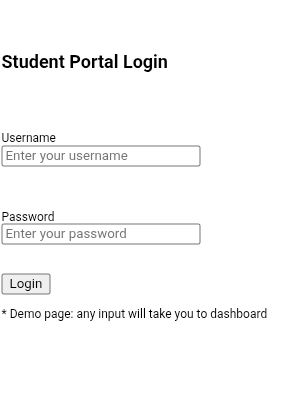 Student Portal Login
Username
Enter your username
Password
Enter your password
Login
* Demo page: any input will take you to dashboard